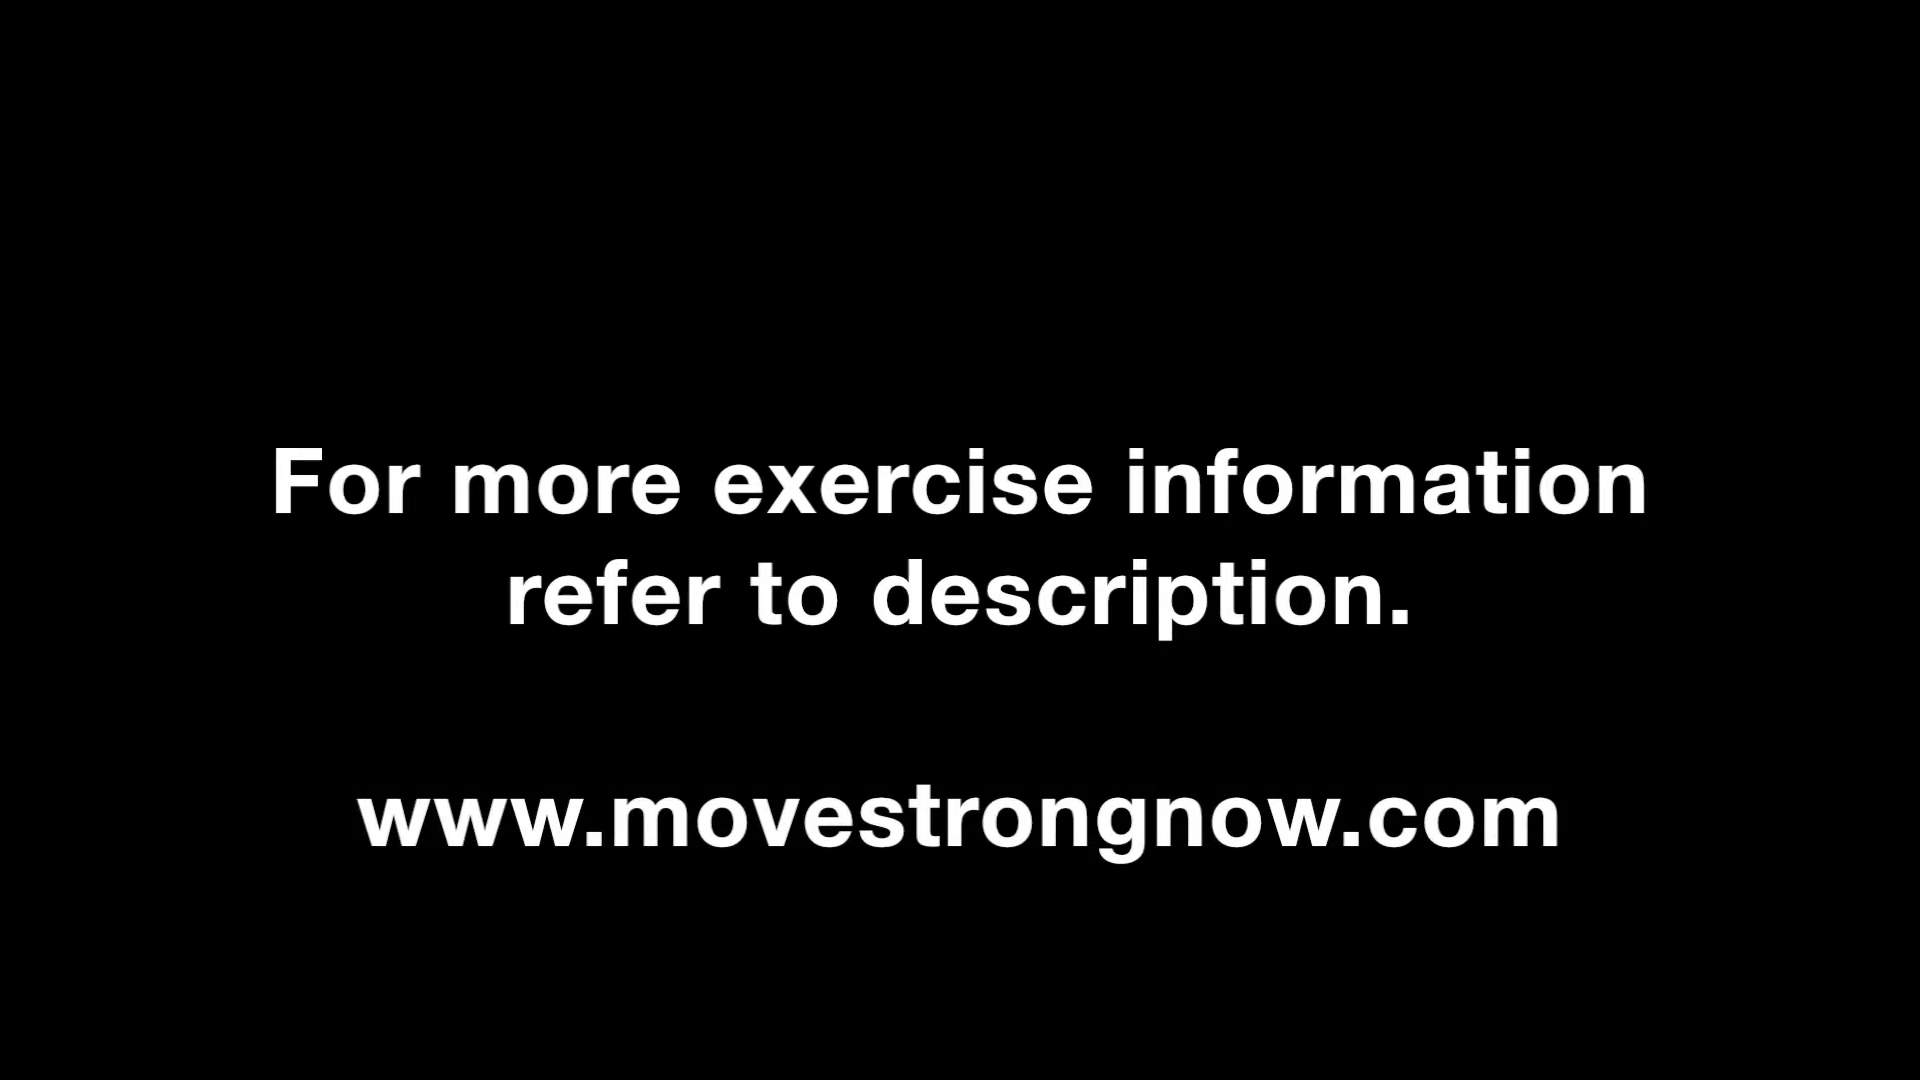 For more exercise information
refer to description.
www.movestrongnow.com